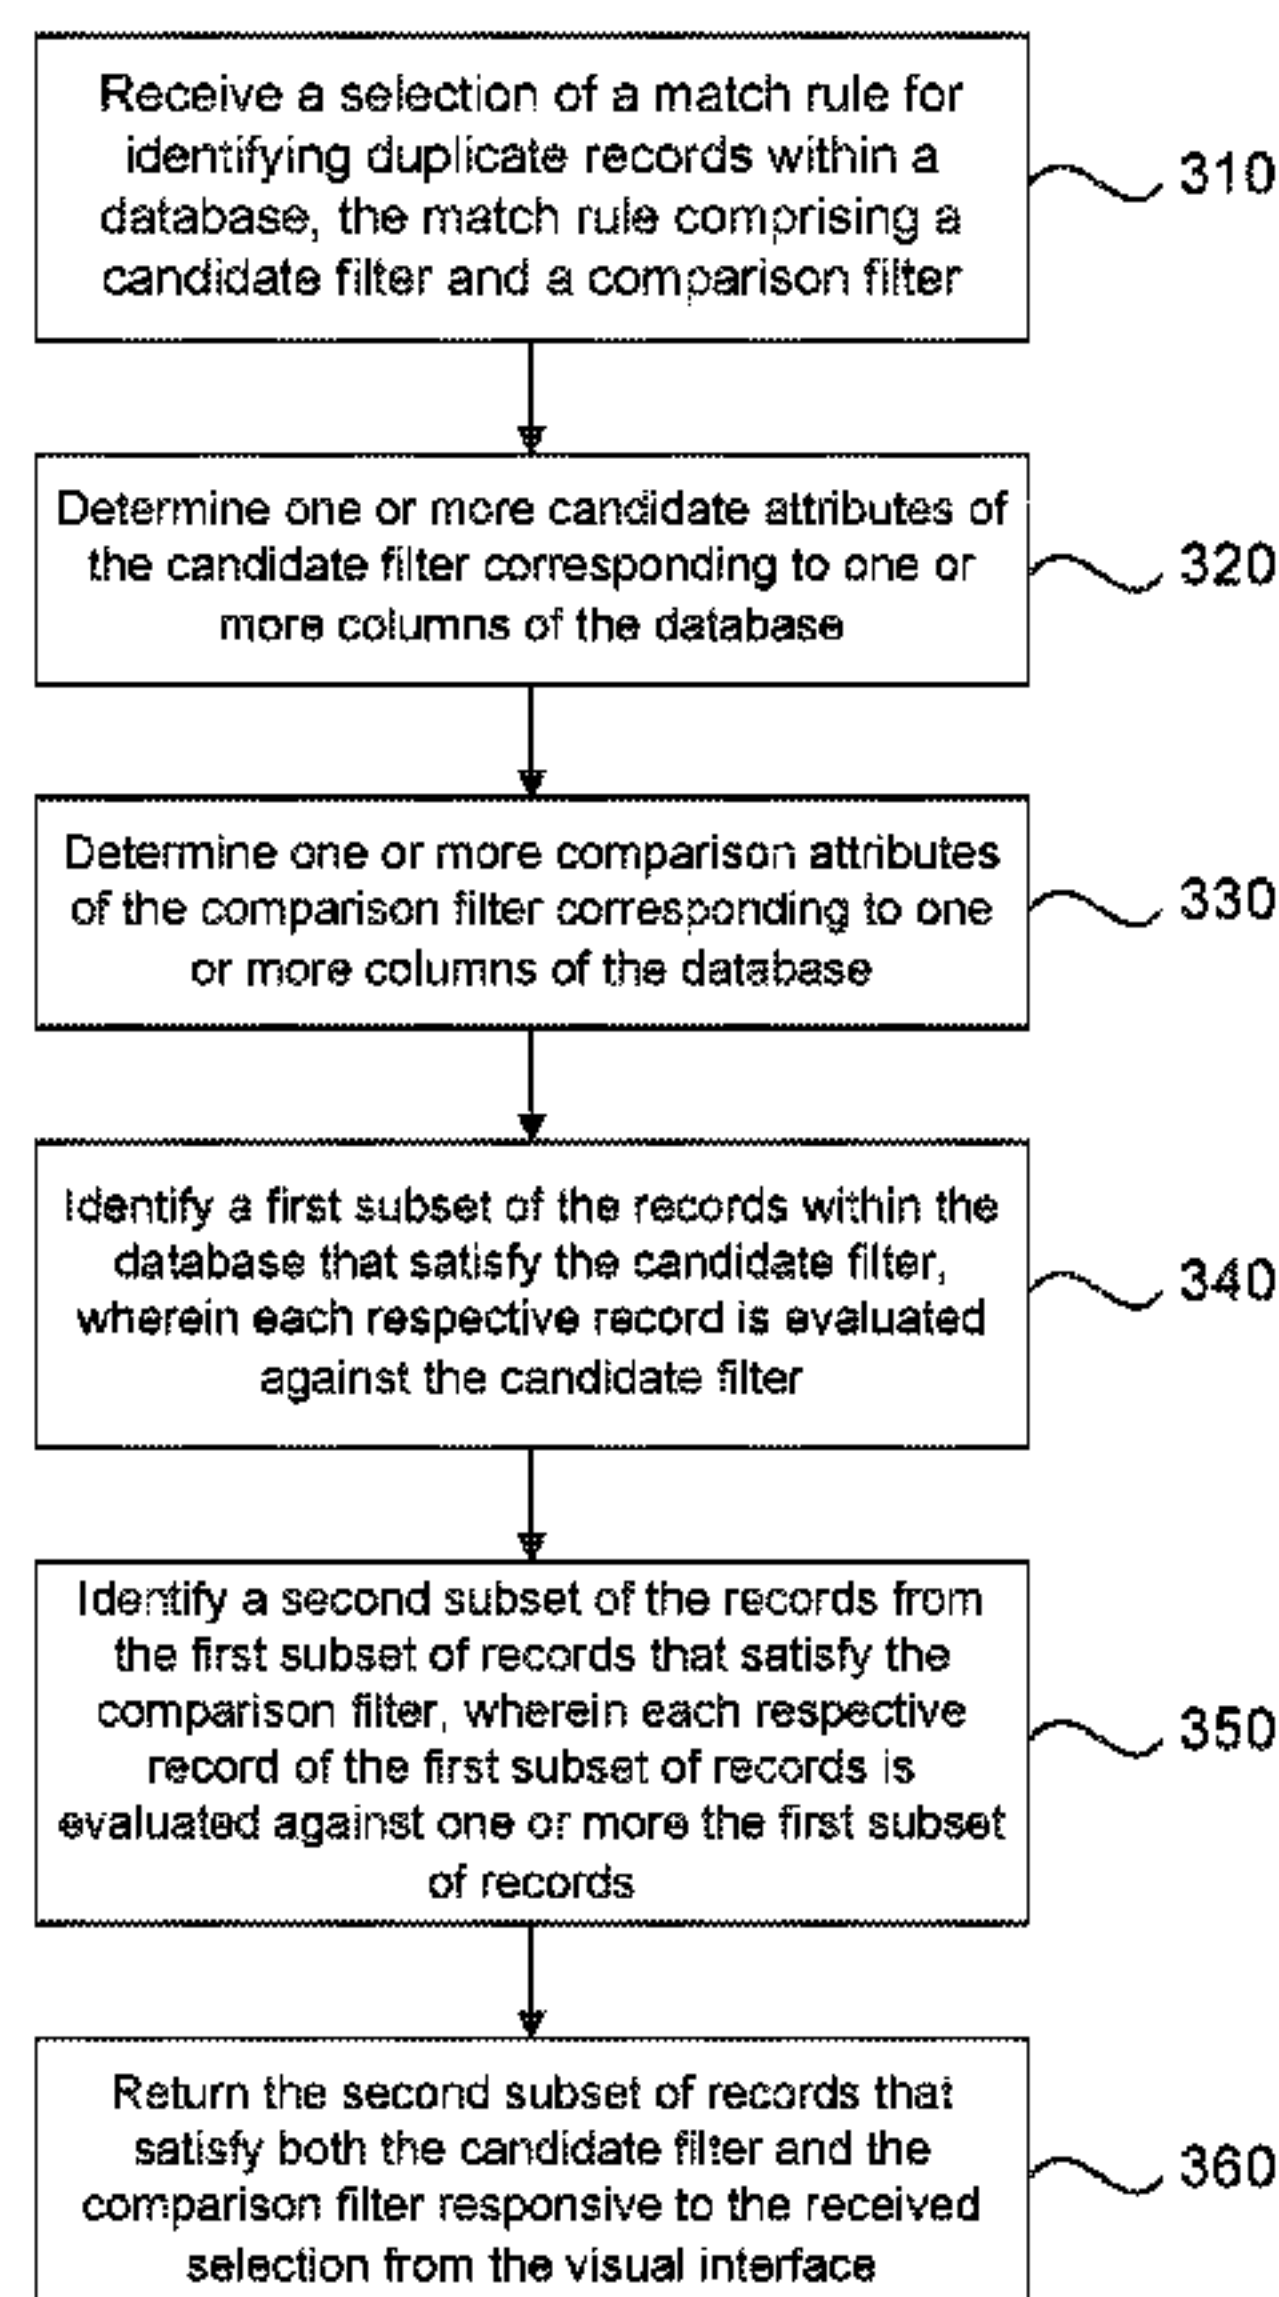 Receive a selection of a match rule for
identifying duplicate records within a
database, the match rule comprising a
candidate filter and a comparison filter
310
Determine one or more candidate attributes of
the candidate filter corresponding to one or
more columns of the database
320
Determine one or more comparison attributes
of the comparison filter corresponding to one
or more columns of the database
330
Identify a first subset of the records within the
database that satisfy the candidate filter,
wherein each respective record is evaluated
against the candidate filter
340
Identify a second subset of the records from
the first subset of records that satisfy the
comparison filter, wherein each respective
record of the first subset of records is
evaluated against one or more the first subset
of records
350
Return the second subset of records that
satisfy both the candidate filter and the
comparison filter responsive to the received
selection from the visual interface
360